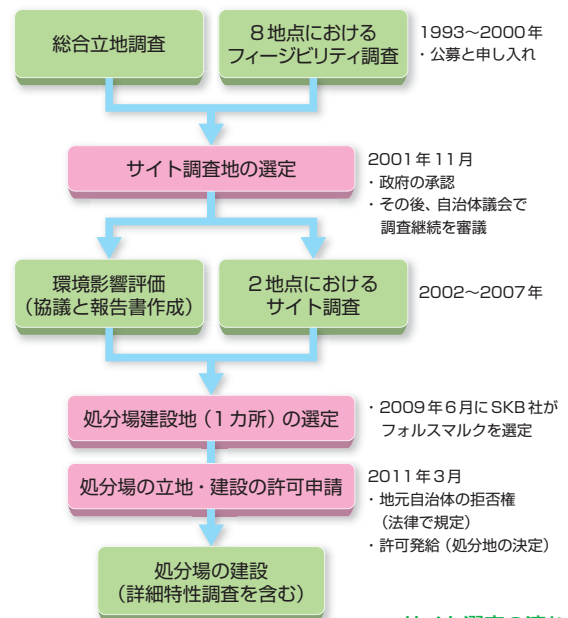 総合立地調査
8地点における
フィージビリティ調査
1993～2000年
・公募と申し入れ
サイト調査地の選定
2001年11月
・政府の承認
・その後、自治体議会で
調査継続を審議
環境影響評価
（協議と報告書作成）
2地点における
サイト調査
2002～2007年
処分場建設地（1カ所）の選定
・2009年6月にSKB社が
フォルスマルクを選定
処分場の立地・建設の許可申請
2011年3月
・地元自治体の拒否権
（法律で規定）
・許可発給（処分地の決定）
処分場の建設
（詳細特性調査を含む）